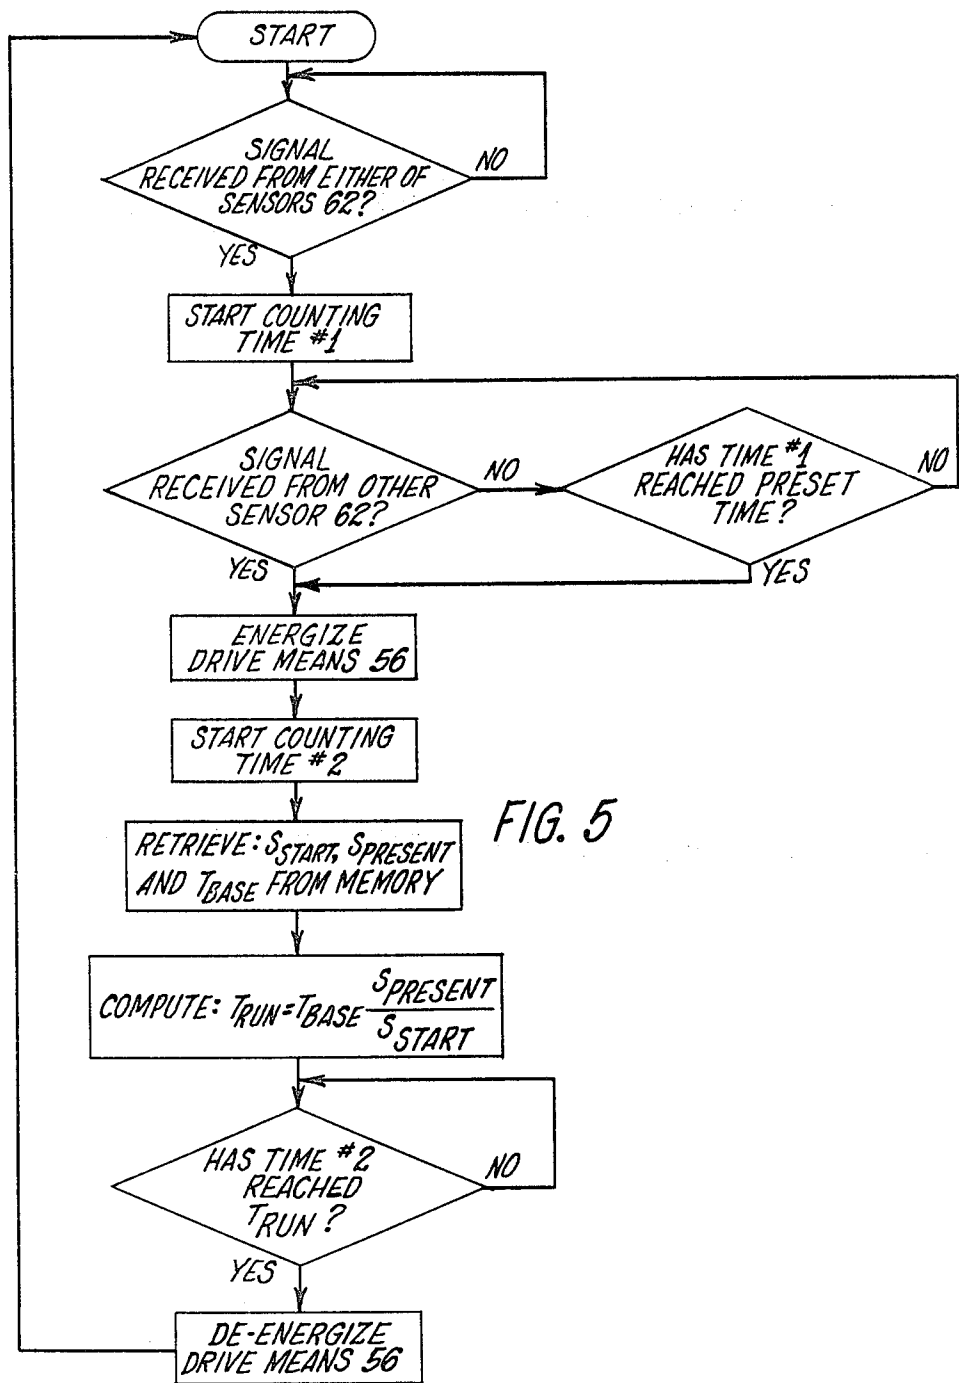 START
SIGNAL
RECEIVED FROM EITHER OF
SENSORS 62?
NO
YES
START COUNTING
TIME #1
SIGNAL
RECEIVED FROM OTHER
SENSOR 62?
NO
HAS TIME #1
REACHED PRESET
TIME?
NO
YES
YES
ENERGIZE
DRIVE MEANS 56
START COUNTING
TIME #2
FIG. 5
RETRIEVE: SSTART, SPRESENT
AND TBASE FROM MEMORY
COMPUTE: TRUN=TBASE SPRESENT
SSTART
HAS TIME #2
REACHED
TRUN?
NO
YES
DE-ENERGIZE
DRIVE MEANS 56